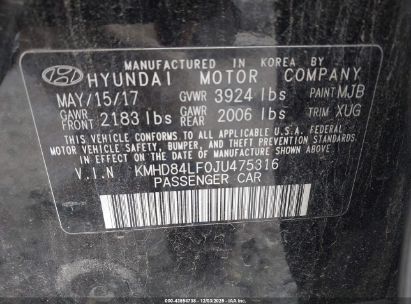 MANUFACTURED IN KOREA BY
HYUNDAI MOTOR COMPANY
MAY/15/17 GVWR 3924 lbs PAINT MJB
GAWR FRONT 2183 lbs GAWR REAR 2006 lbs TRIM XUG
THIS VEHICLE CONFORMS TO ALL APPLICABLE U.S.A. FEDERAL
MOTOR VEHICLE SAFETY, BUMPER, AND THEFT PREVENTION STANDARDS
IN EFFECT ON THE DATE OF MANUFACTURE SHOWN ABOVE.
V.I.N KMHD84LF0JU475316
PASSENGER CAR